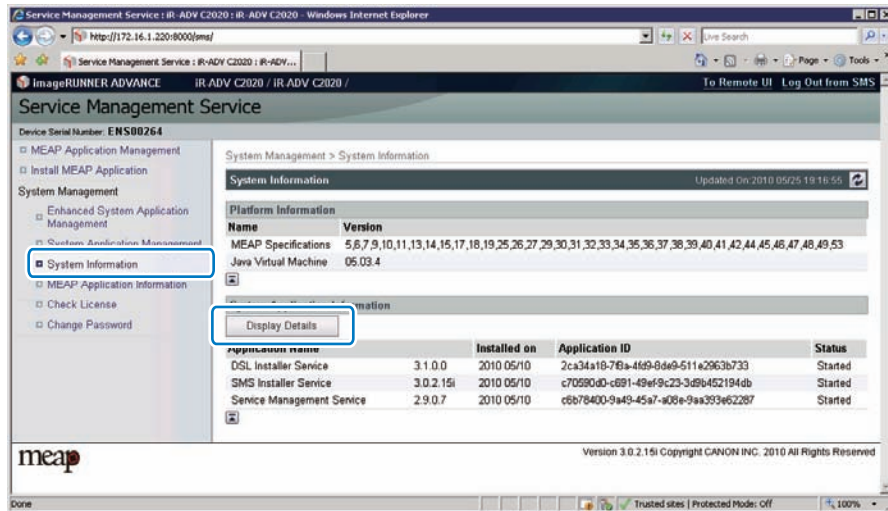 Service Management Service : iR-ADV C2020 : iR-ADV C2020 - Windows Internet Explorer
http://172.16.1.220:8000/sms/
Live Search
Service Management Service : iR-ADV C2020 : iR-ADV...
Page
Tools
imageRUNNER ADVANCE iR-ADV C2020 / iR-ADV C2020 /
To Remote UI Log Out from SMS
Service Management Service
Device Serial Number: ENS00264
MEAP Application Management
Install MEAP Application
System Management
Enhanced System Application Management
System Application Management
System Information
MEAP Application Information
Check License
Change Password
System Management > System Information
System Information Updated On:2010 05/25 19:16:55
Platform Information
Name Version
MEAP Specifications 5,6,7,9,10,11,13,14,15,17,18,19,25,26,27,29,30,31,32,33,34,35,36,37,38,39,40,41,42,44,45,46,47,48,49,53
Java Virtual Machine 05.03.4
System Application Information
Display Details
Application Name Installed on Application ID Status
DSL Installer Service 3.1.0.0 2010 05/10 2ca34a18-7f8a-4fd9-8de9-511e2963b733 Started
SMS Installer Service 3.0.2.15i 2010 05/10 c70590d0-c691-49ef-9c23-3d9b452194db Started
Service Management Service 2.9.0.7 2010 05/10 c6b78400-9a49-45a7-a08e-9aa393e62287 Started
meap
Version 3.0.2.15i Copyright CANON INC. 2010 All Rights Reserved
Done
Trusted sites | Protected Mode: Off
100%